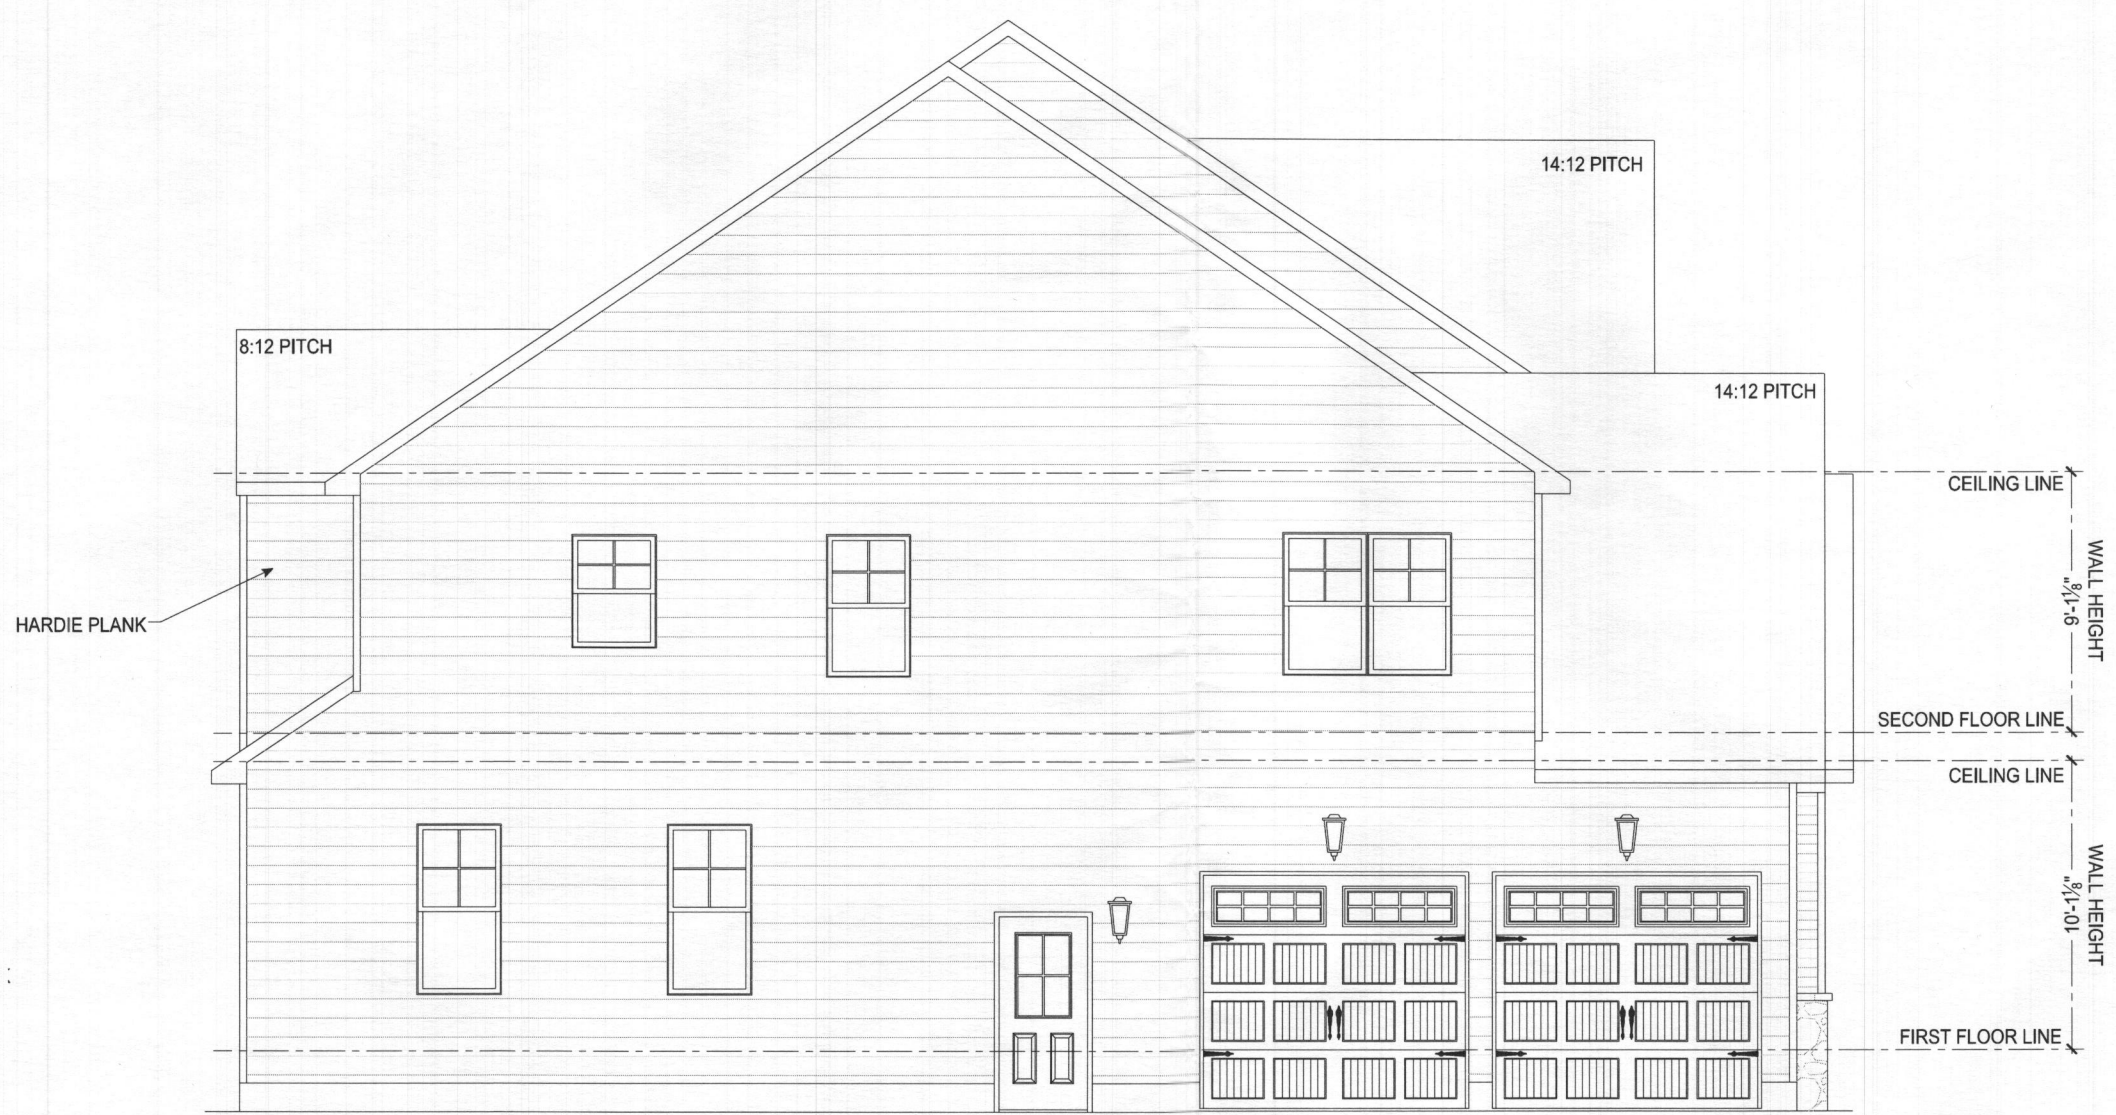 14:12 PITCH
8:12 PITCH
14:12 PITCH
CEILING LINE
HARDIE PLANK
WALL HEIGHT
9'-1⅛"
SECOND FLOOR LINE
CEILING LINE
WALL HEIGHT
10'-1⅛"
FIRST FLOOR LINE